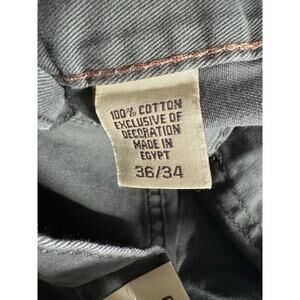 100% COTTON
EXCLUSIVE OF
DECORATION
MADE IN
EGYPT
36/34